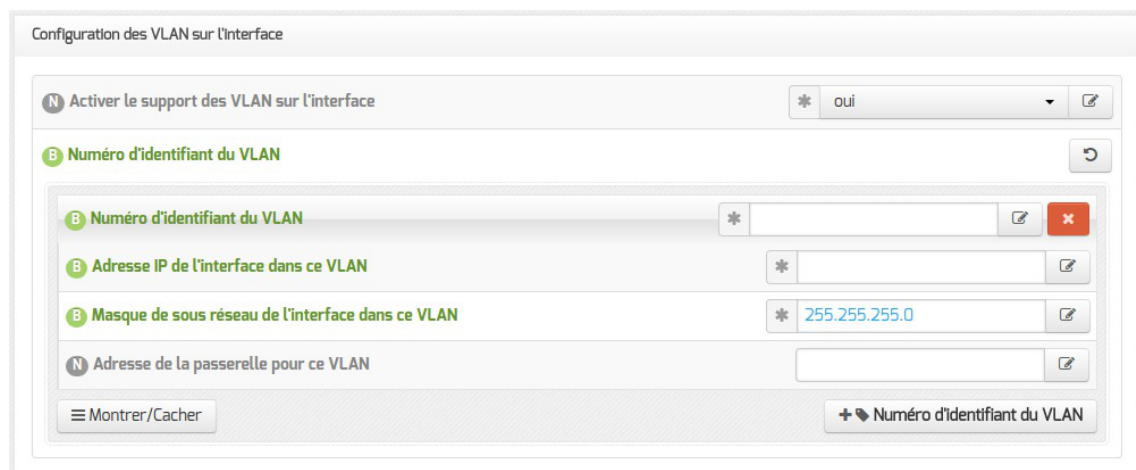 Configuration des VLAN sur l'interface
N Activer le support des VLAN sur l'interface * oui
B Numéro d'identifiant du VLAN
B Numéro d'identifiant du VLAN *
B Adresse IP de l'interface dans ce VLAN *
B Masque de sous réseau de l'interface dans ce VLAN * 255.255.255.0
N Adresse de la passerelle pour ce VLAN
Montrer/Cacher + Numéro d'identifiant du VLAN